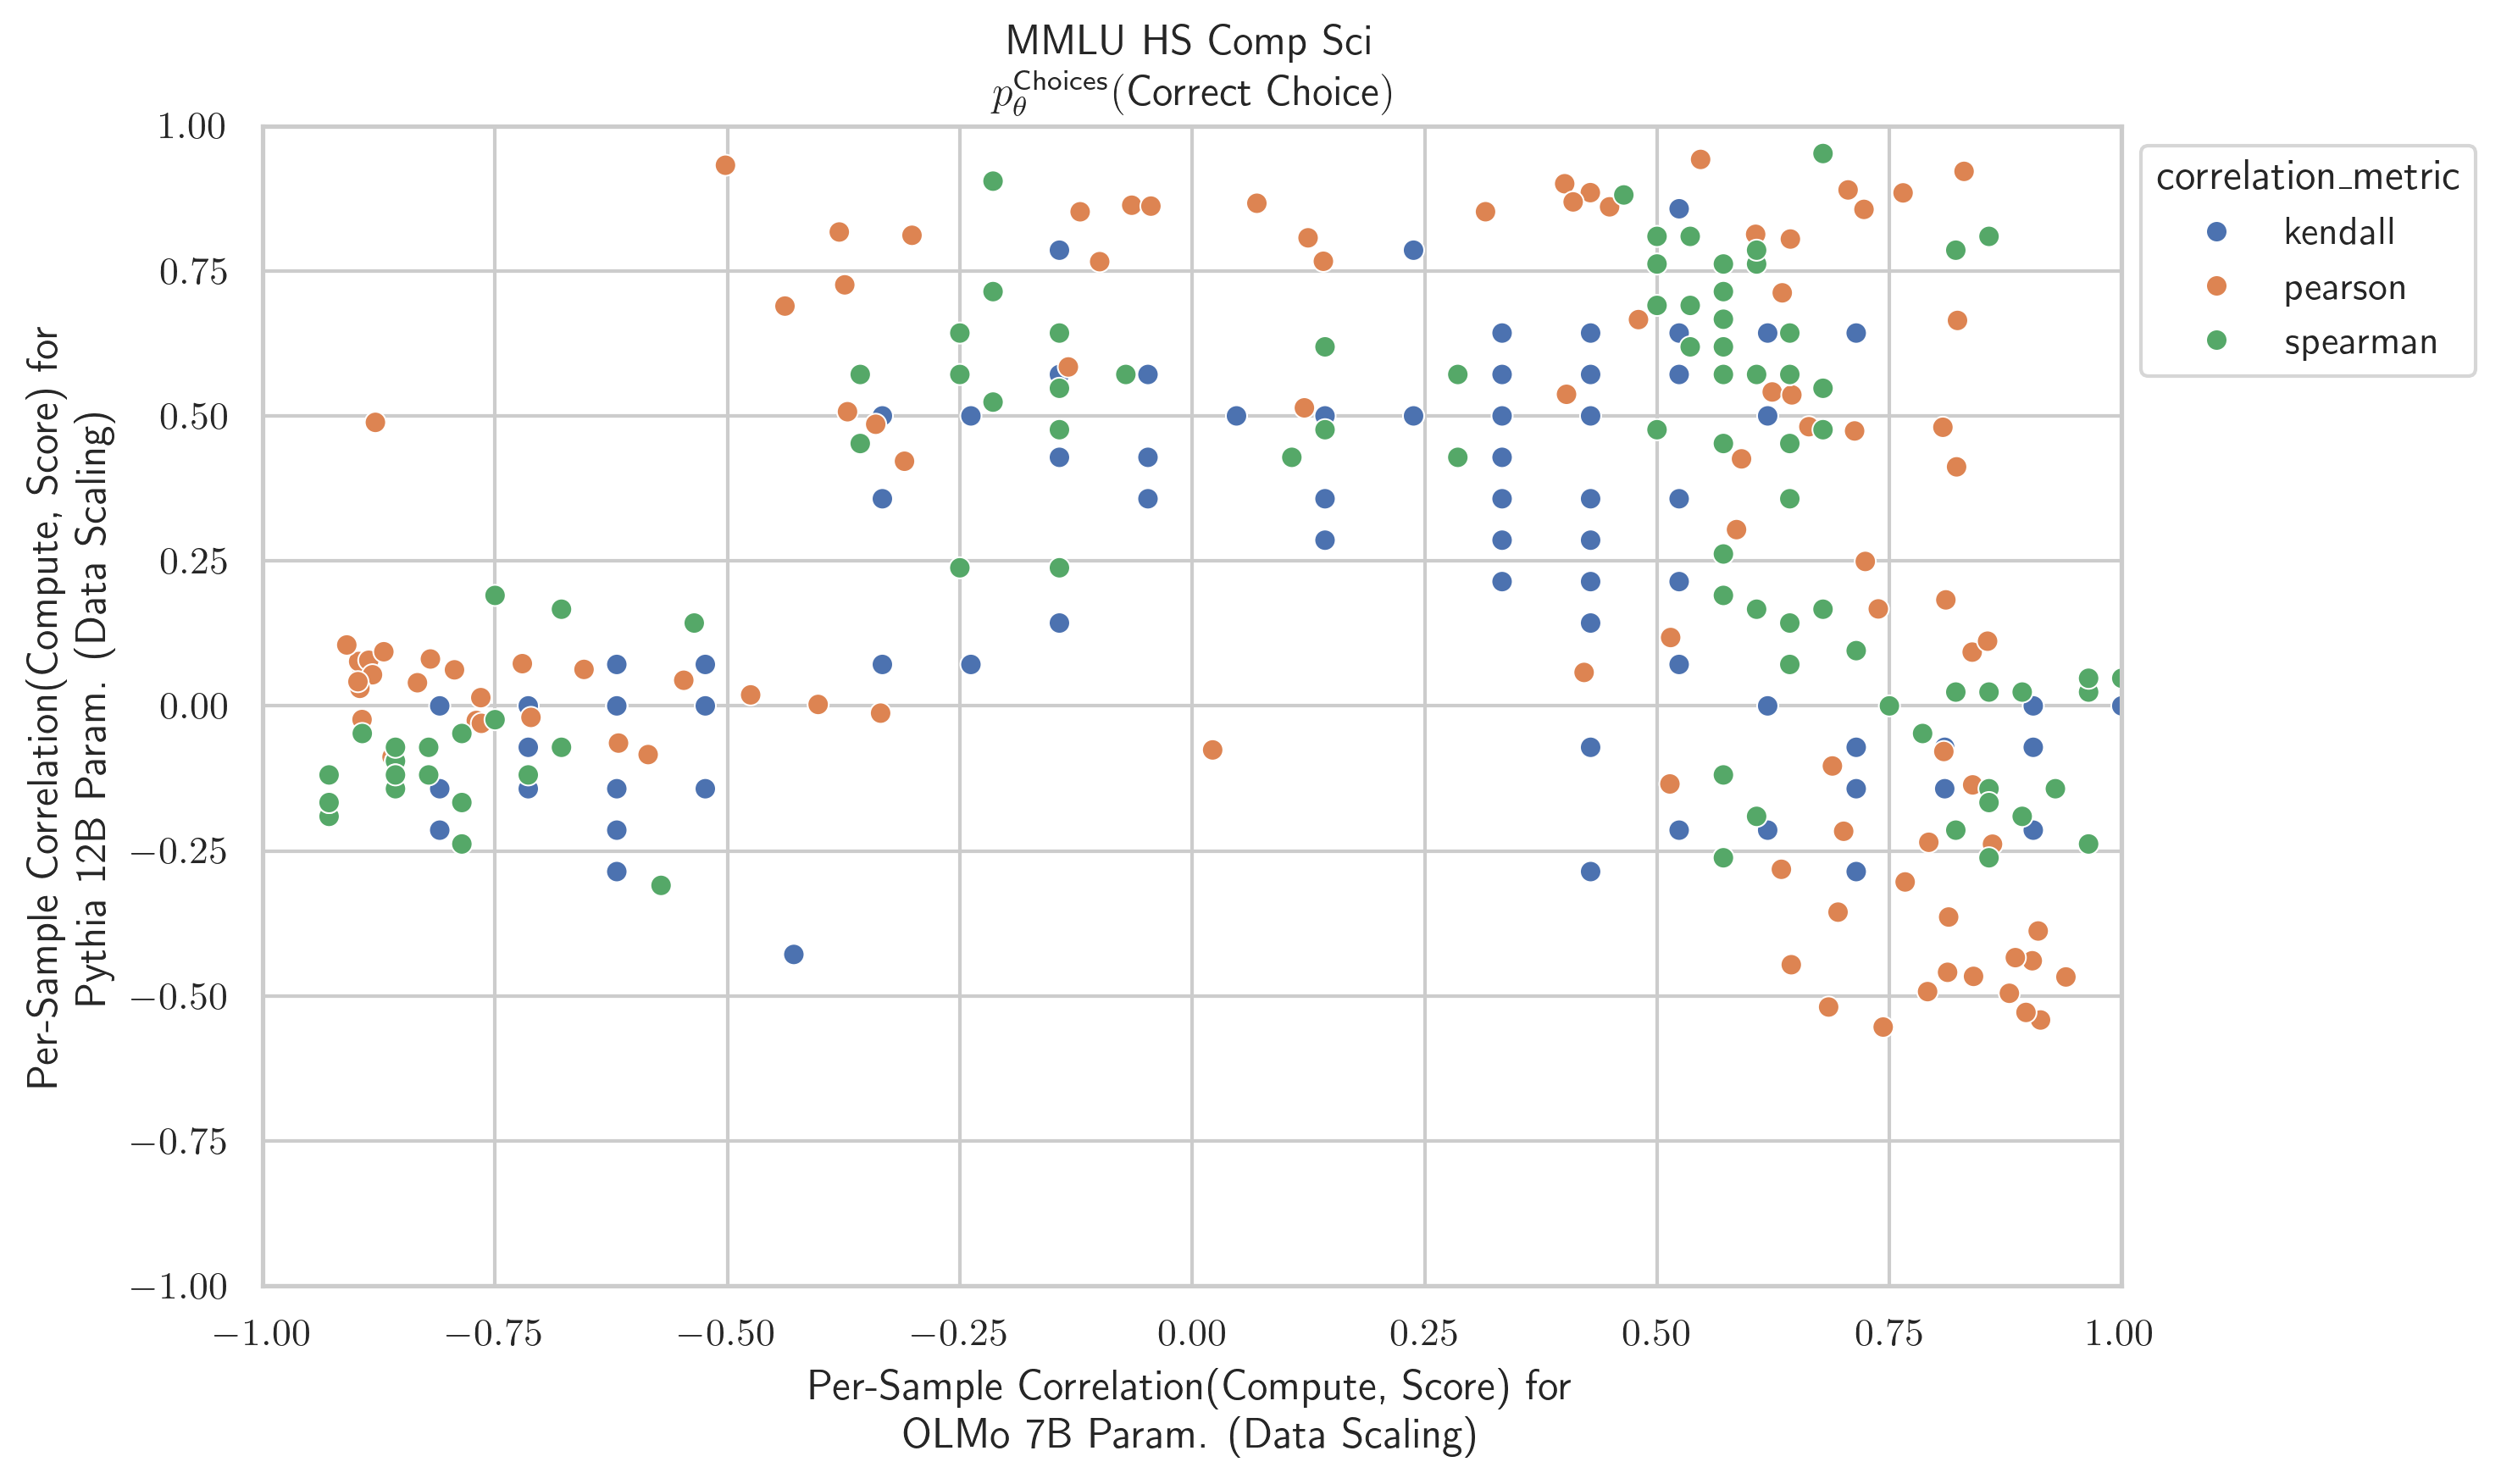 MMLU HS Comp Sci
p_θ^Choices(Correct Choice)
Per-Sample Correlation(Compute, Score) for
Pythia 12B Param. (Data Scaling)
1.00
0.75
0.50
0.25
0.00
−0.25
−0.50
−0.75
−1.00
−1.00 −0.75 −0.50 −0.25 0.00 0.25 0.50 0.75 1.00
Per-Sample Correlation(Compute, Score) for
OLMo 7B Param. (Data Scaling)
correlation_metric
kendall
pearson
spearman